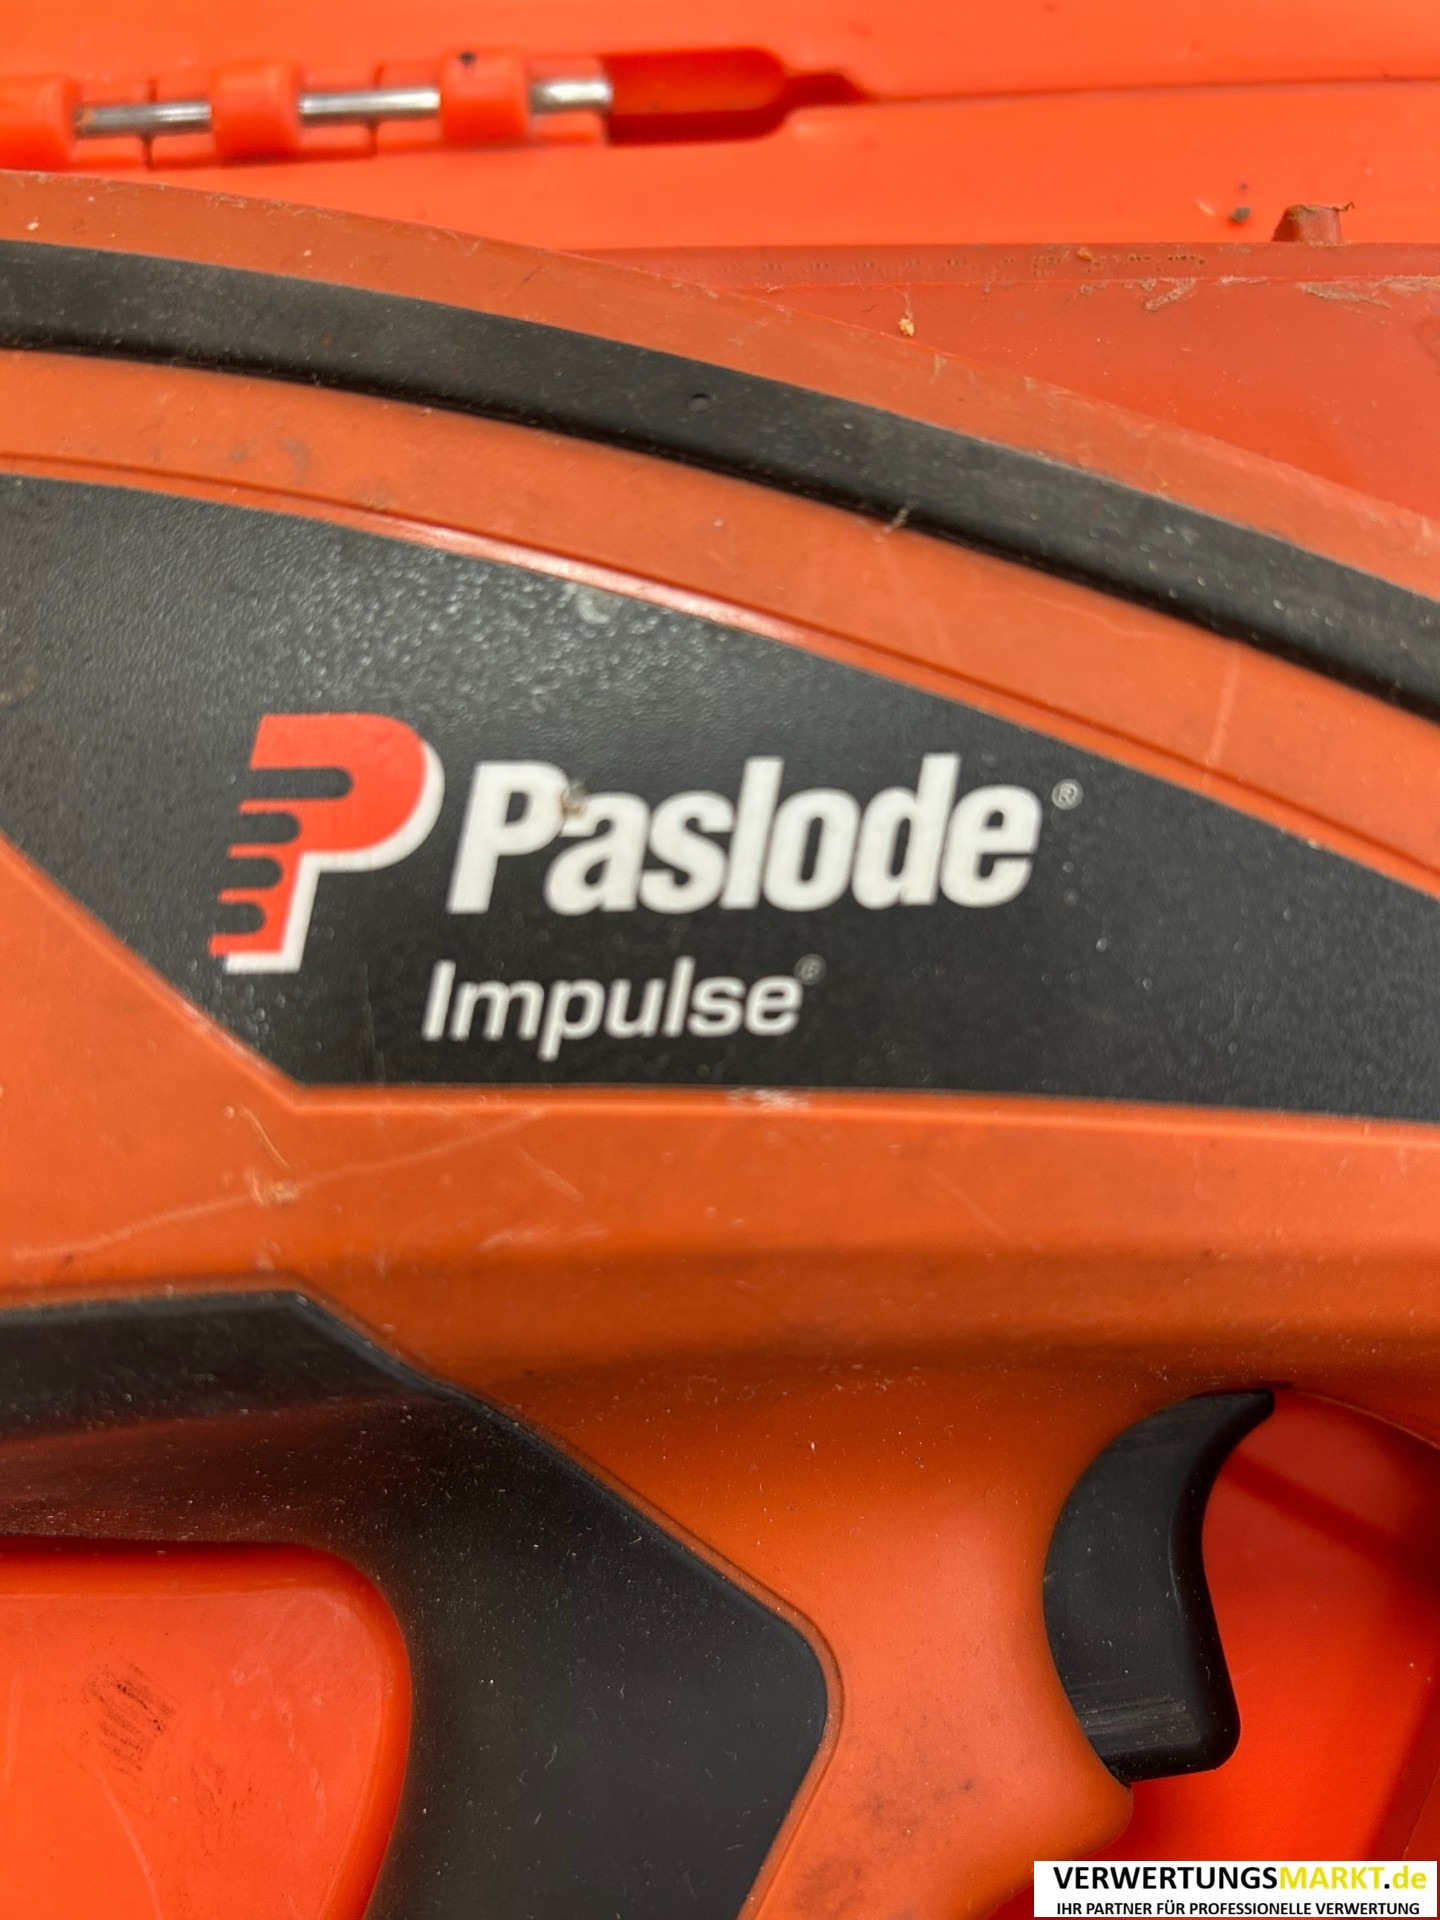 Paslode®
Impulse®
VERWERTUNGSMARKT.de
IHR PARTNER FÜR PROFESSIONELLE VERWERTUNG